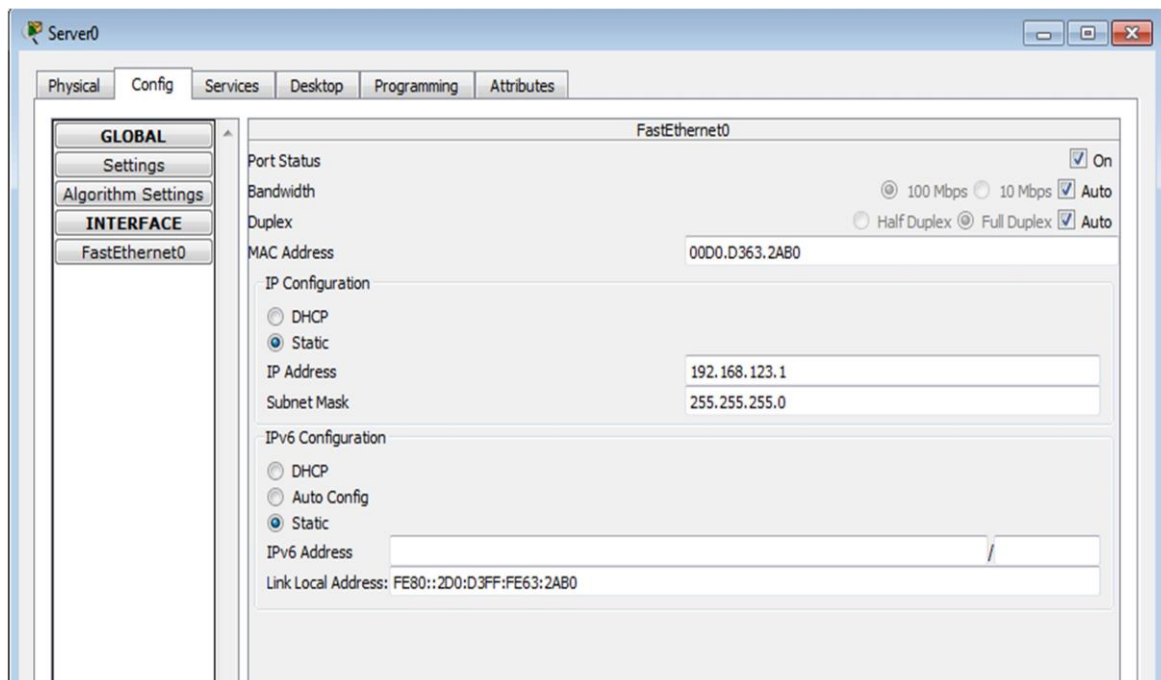 Server0
Physical Config Services Desktop Programming Attributes
GLOBAL
Settings
Algorithm Settings
INTERFACE
FastEthernet0
FastEthernet0
Port Status On
Bandwidth 100 Mbps 10 Mbps Auto
Duplex Half Duplex Full Duplex Auto
MAC Address 00D0.D363.2AB0
IP Configuration
DHCP
Static
IP Address 192.168.123.1
Subnet Mask 255.255.255.0
IPv6 Configuration
DHCP
Auto Config
Static
IPv6 Address /
Link Local Address: FE80::2D0:D3FF:FE63:2AB0